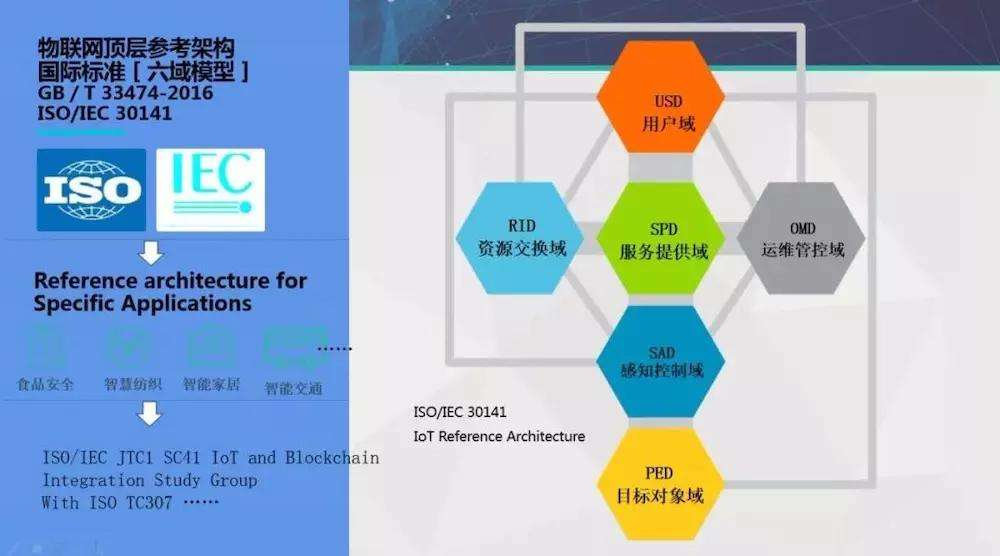 物联网顶层参考架构
国际标准 [ 六域模型 ]
GB / T 33474-2016
ISO/IEC 30141
ISO
IEC
Reference architecture for
Specific Applications
......
食品安全
智慧纺织
智能家居
智能交通
ISO/IEC JTC1 SC41 IoT and Blockchain
Integration Study Group
With ISO TC307 ……
USD
用户域
RID
资源交换域
SPD
服务提供域
OMD
运维管控域
SAD
感知控制域
ISO/IEC 30141
IoT Reference Architecture
PED
目标对象域